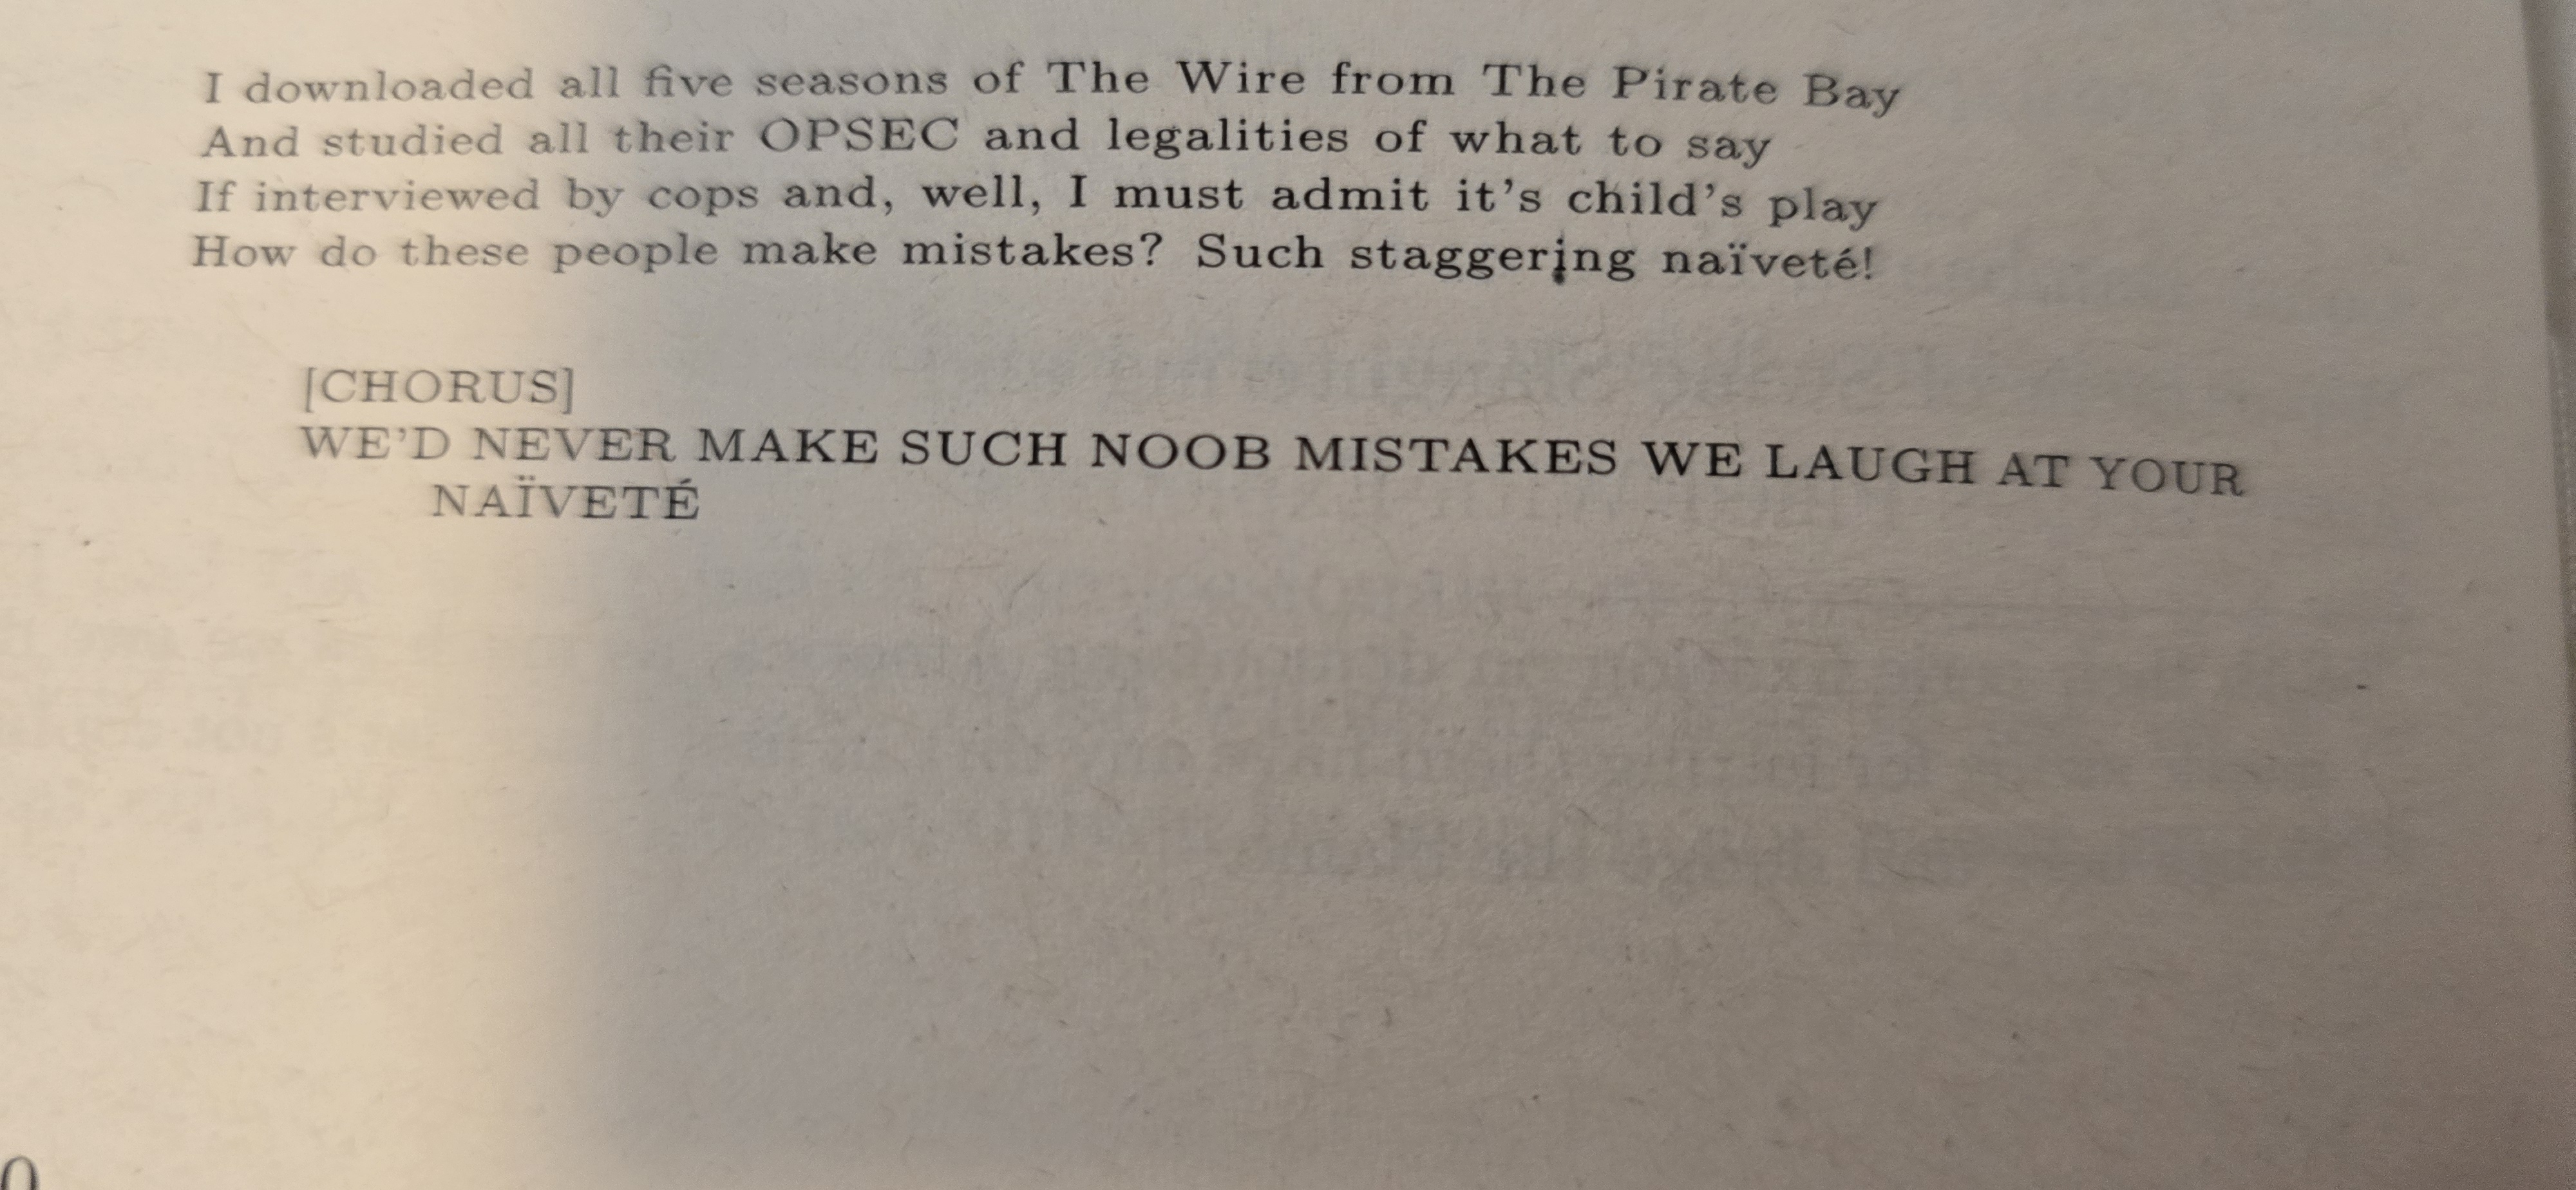 I downloaded all five seasons of The Wire from The Pirate Bay
And studied all their OPSEC and legalities of what to say
If interviewed by cops and, well, I must admit it’s child’s play
How do these people make mistakes? Such staggering naïveté!
[CHORUS]
WE’D NEVER MAKE SUCH NOOB MISTAKES WE LAUGH AT YOUR
NAÏVETÉ